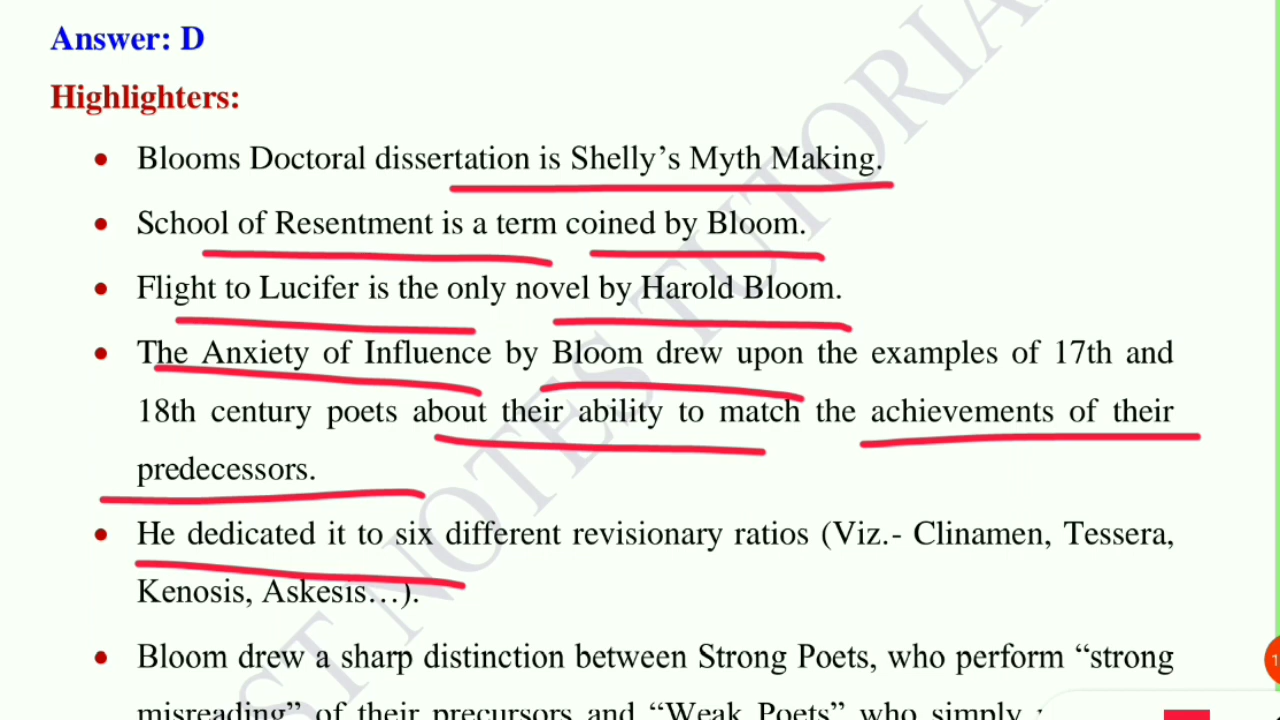 Answer: D
Highlighters:
• Blooms Doctoral dissertation is Shelly’s Myth Making.
• School of Resentment is a term coined by Bloom.
• Flight to Lucifer is the only novel by Harold Bloom.
• The Anxiety of Influence by Bloom drew upon the examples of 17th and
18th century poets about their ability to match the achievements of their
predecessors.
• He dedicated it to six different revisionary ratios (Viz.- Clinamen, Tessera,
Kenosis, Askesis…).
• Bloom drew a sharp distinction between Strong Poets, who perform “strong
misreading” of their precursors and “Weak Poets” who simply
ST NOTES TUTORIA